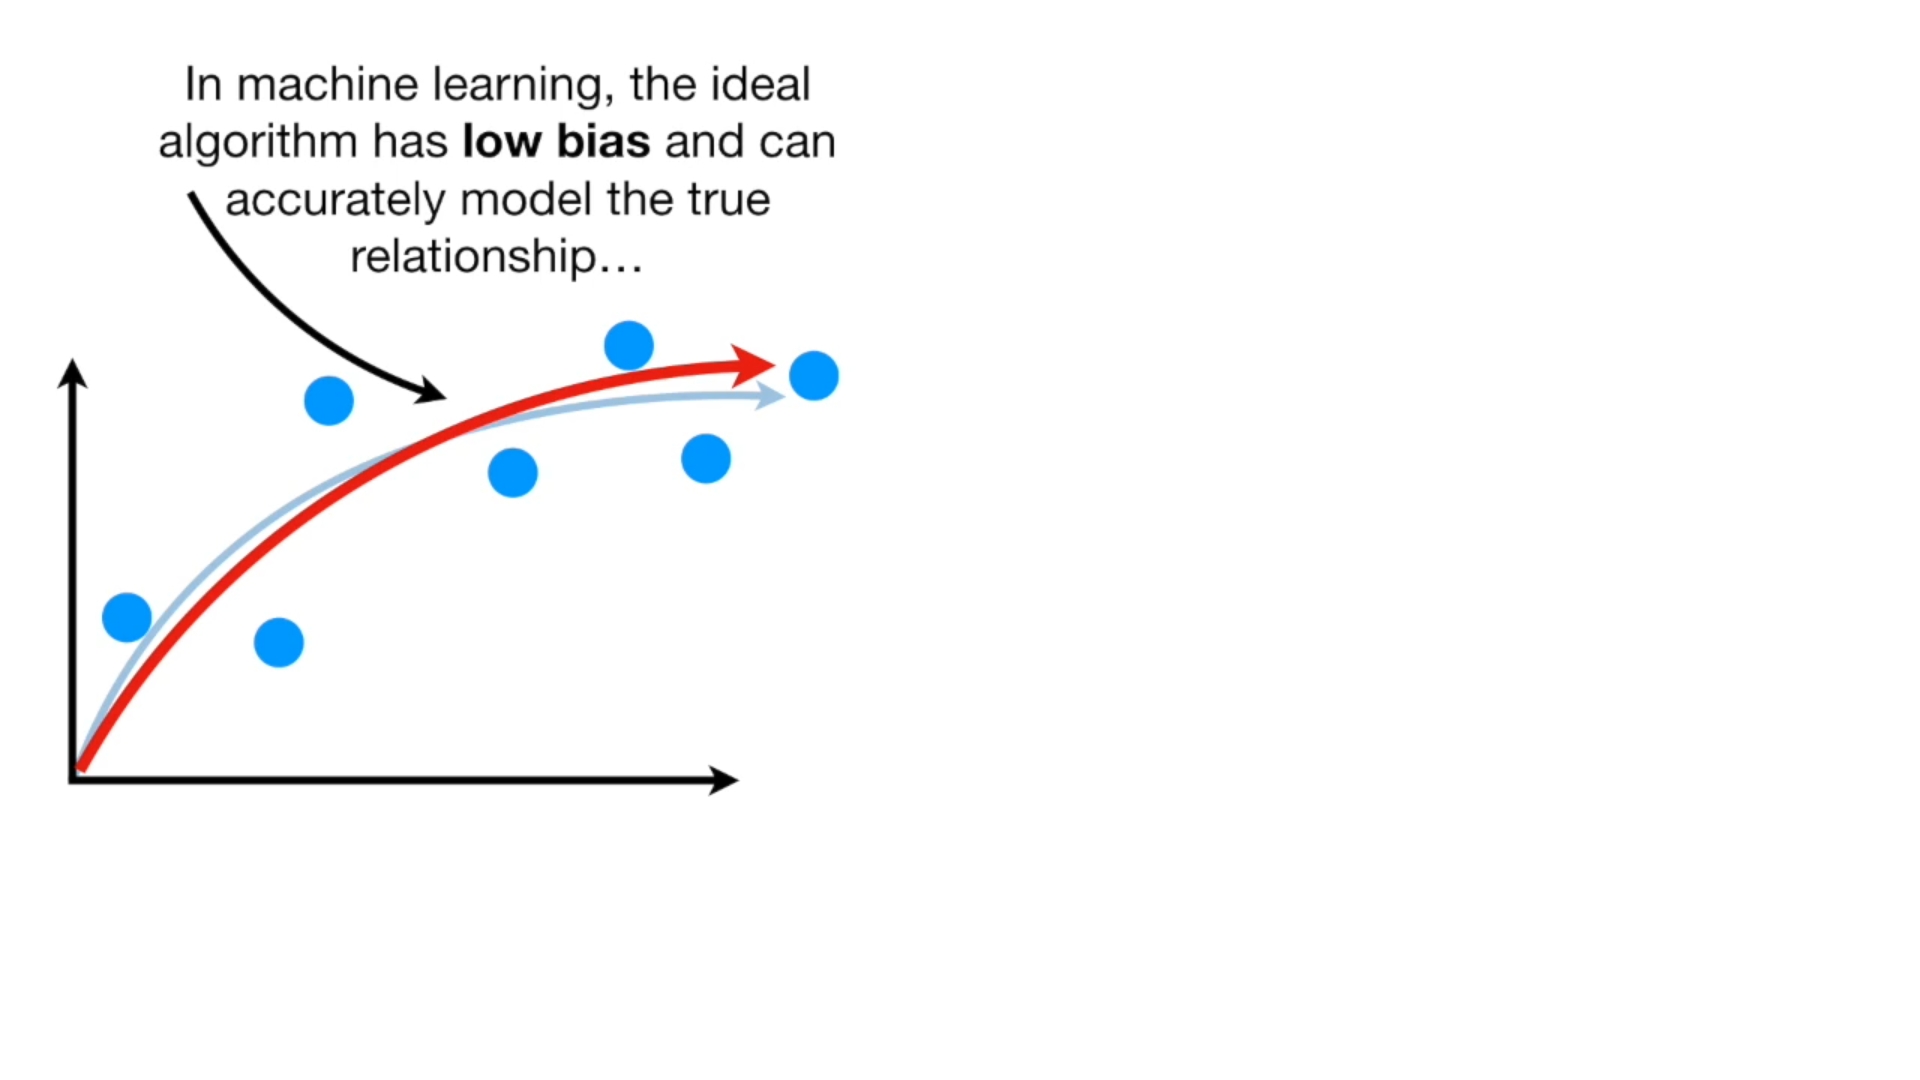 In machine learning, the ideal
algorithm has low bias and can
accurately model the true
relationship…